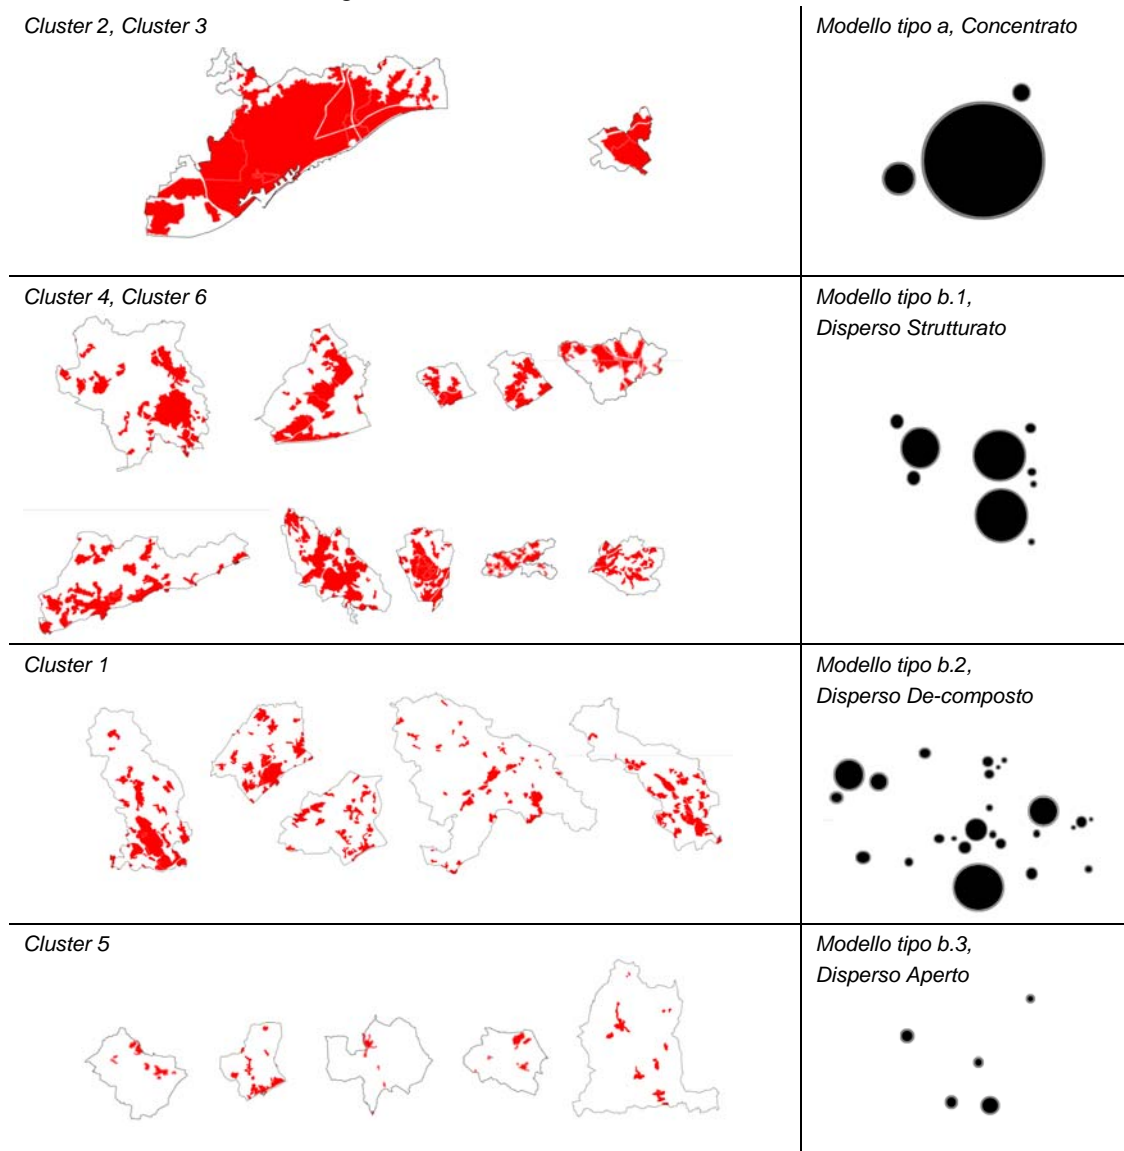 Cluster 2, Cluster 3
Modello tipo a, Concentrato
Cluster 4, Cluster 6
Modello tipo b.1,
Disperso Strutturato
Cluster 1
Modello tipo b.2,
Disperso De-composto
Cluster 5
Modello tipo b.3,
Disperso Aperto